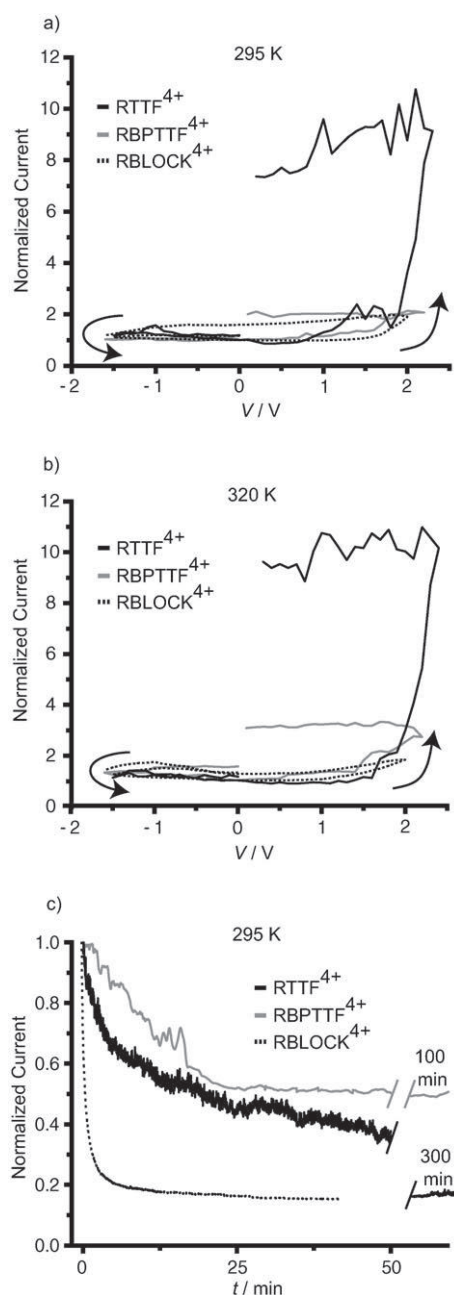 a)
295 K
12
10
8
6
4
2
0
Normalized Current
RTTF4+
RBPTTF4+
RBLOCK4+
-2 -1 0 1 2
V / V
b)
320 K
12
10
8
6
4
2
0
Normalized Current
RTTF4+
RBPTTF4+
RBLOCK4+
-2 -1 0 1 2
V / V
c)
295 K
1.0
0.8
0.6
0.4
0.2
0.0
Normalized Current
RTTF4+
RBPTTF4+
RBLOCK4+
100
min
300
min
0 25 50
t / min